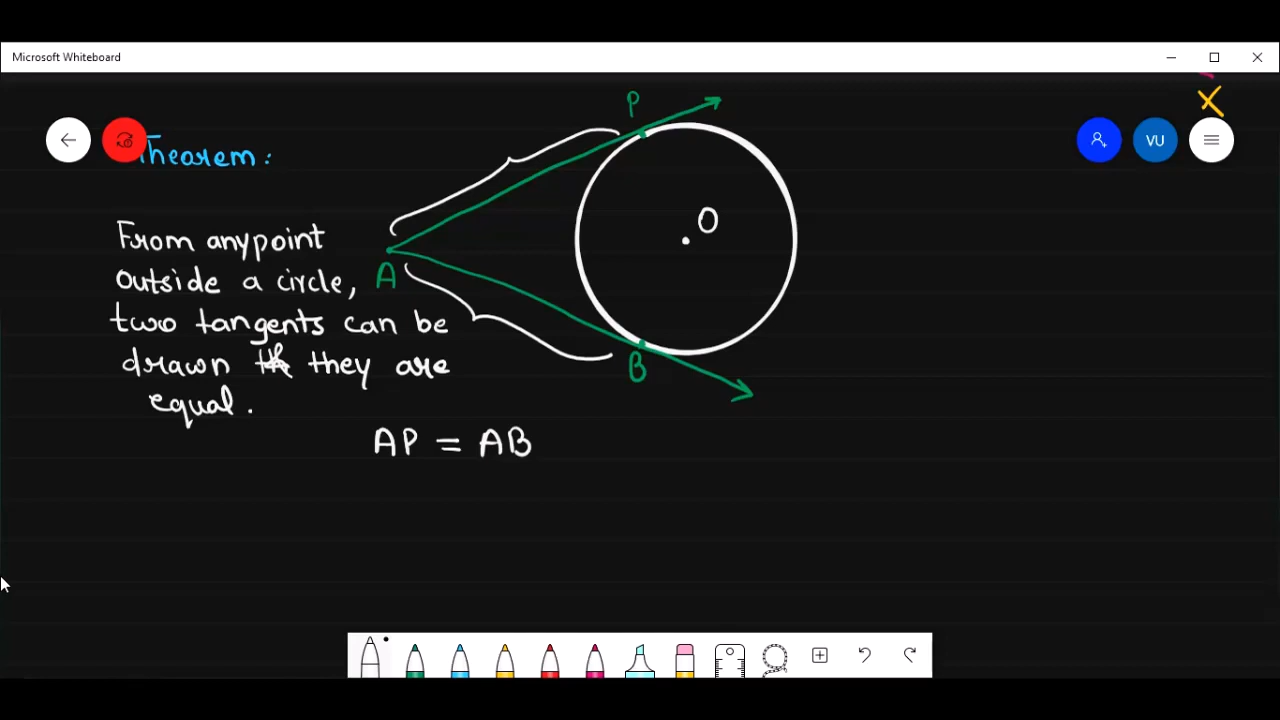 Microsoft Whiteboard
P
VU
Theorem:
O
From anypoint
outside a circle,
A
two tangents can be
drawn they are
B
equal.
AP = AB